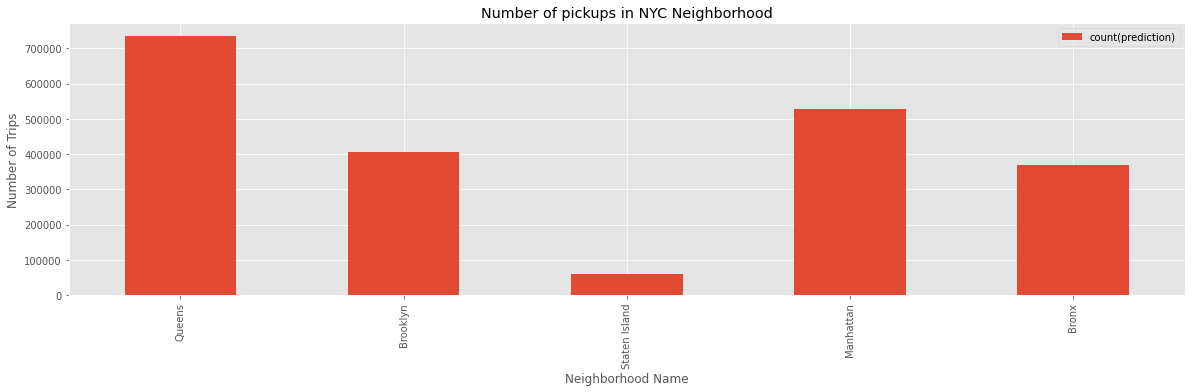 Number of pickups in NYC Neighborhood
count(prediction)
Number of Trips
700000
600000
500000
400000
300000
200000
100000
0
Queens
Brooklyn
Staten Island
Manhattan
Bronx
Neighborhood Name